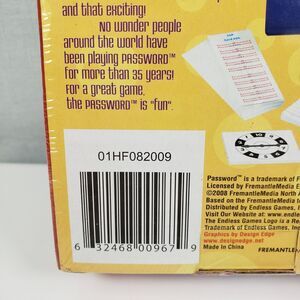 and that exciting!
No wonder people
around the world have
been playing PASSWORD™
for more than 35 years!
For a great game,
the PASSWORD is "fun".
01HF082009
6 32468 00967 9
Password™ is a trademark of F
Licensed by FremantleMedia E
©2008 FremantleMedia North A
Based on the FremantleMedia
Distributed by Endless Games, I
Visit Our Website at: www.endless
The Endless Games Logo is a Re
Trademark of Endless Games, In
Graphics by Design Edge
www.designedge.net
Made in China
FREMANTLE